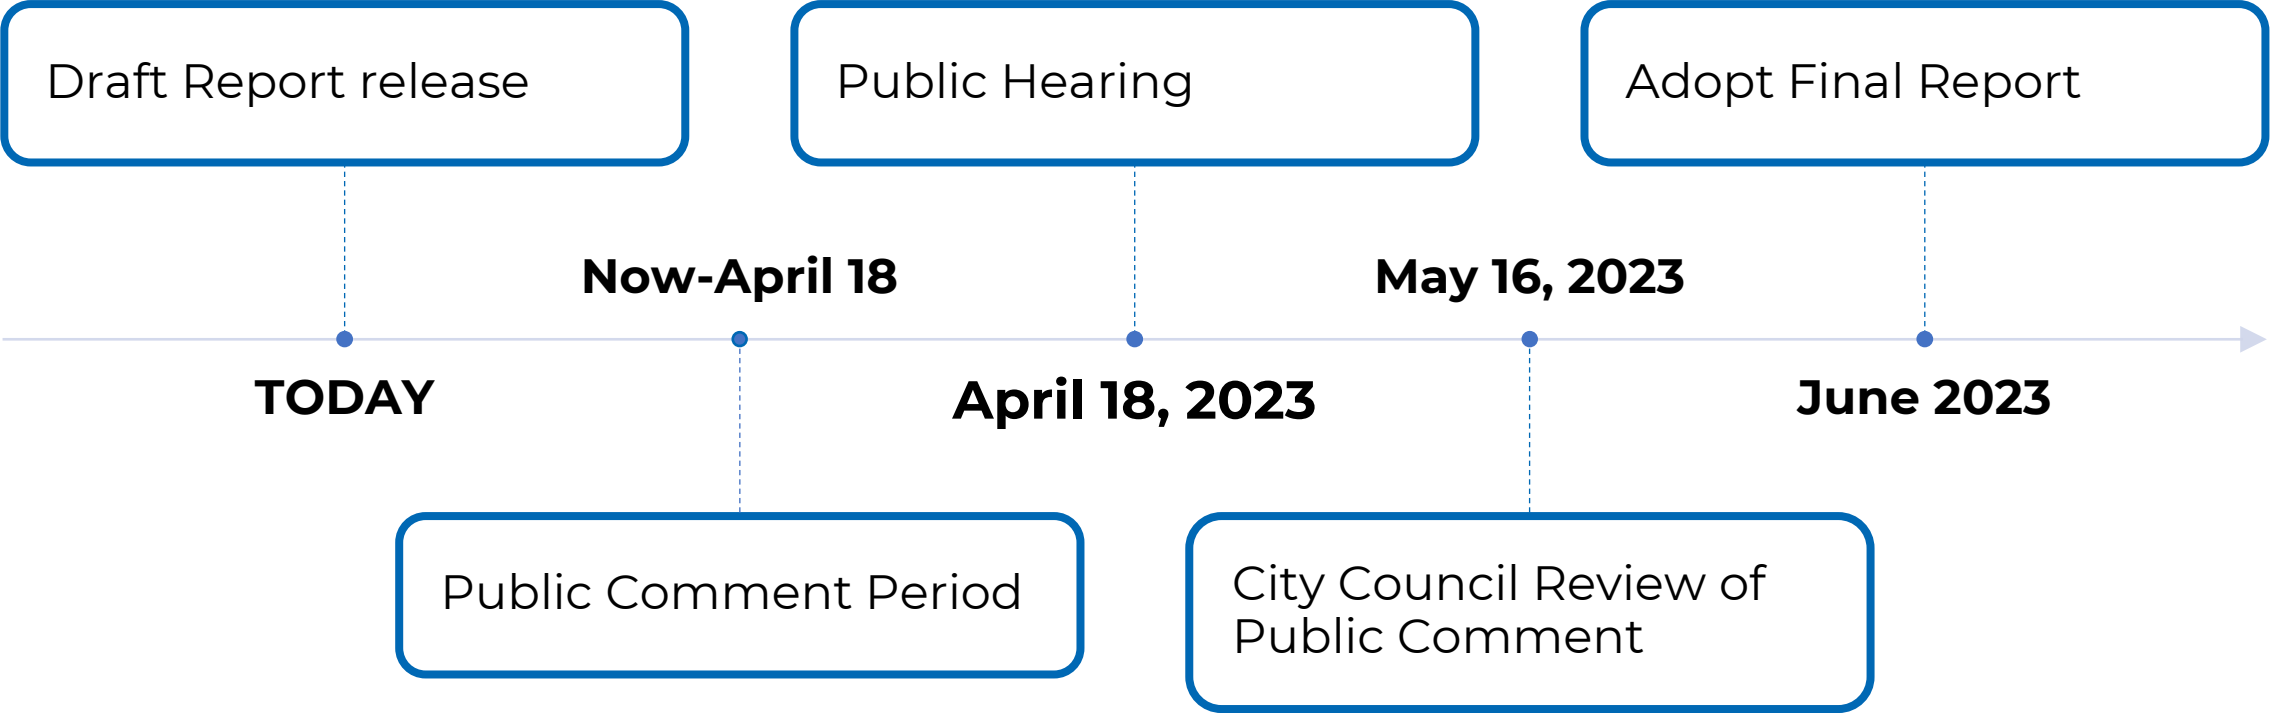 Draft Report release
Public Hearing
Adopt Final Report
Now-April 18
May 16, 2023
TODAY
April 18, 2023
June 2023
Public Comment Period
City Council Review of
Public Comment